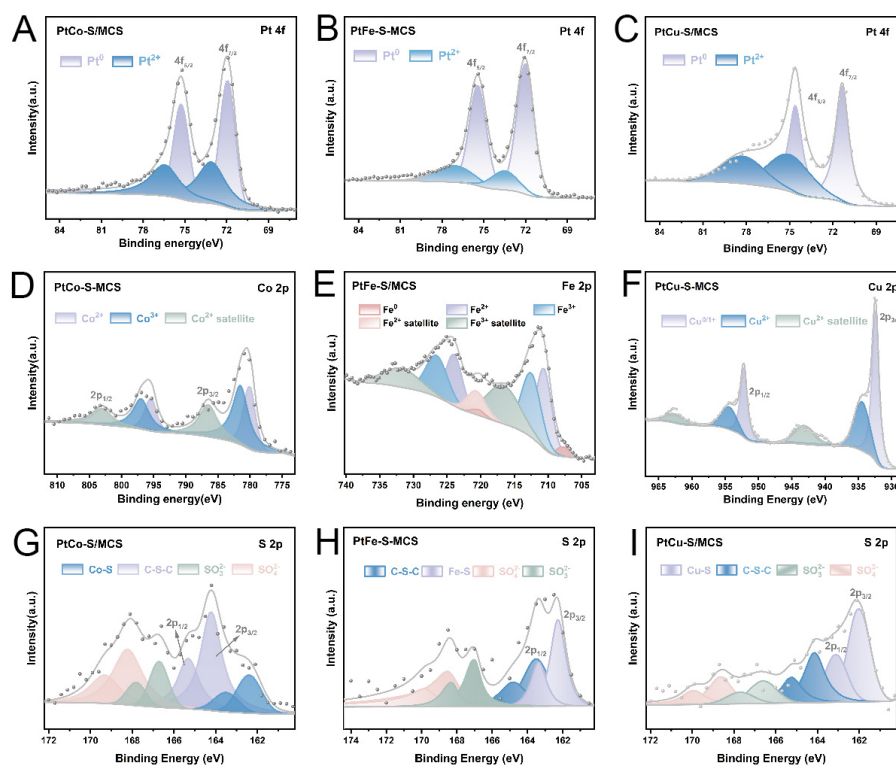 A
PtCo-S/MCS
Pt 4f
Pt⁰
Pt²⁺
4f₅/₂
4f₇/₂
Intensity(a.u.)
84 81 78 75 72 69
Binding energy(eV)
B
PtFe-S-MCS
Pt 4f
Pt⁰
Pt²⁺
4f₅/₂
4f₇/₂
Intensity(a.u.)
84 81 78 75 72 69
Binding energy(eV)
C
PtCu-S/MCS
Pt 4f
Pt⁰
Pt²⁺
4f₅/₂
4f₇/₂
Intensity(a.u.)
84 81 78 75 72 69
Binding Energy (eV)
D
PtCo-S-MCS
Co 2p
Co²⁺
Co³⁺
Co²⁺ satellite
2p₁/₂
2p₃/₂
Intensity(a.u.)
810 805 800 795 790 785 780 775
Binding energy(eV)
E
PtFe-S/MCS
Fe 2p
Fe⁰
Fe²⁺
Fe³⁺
Fe²⁺ satellite
Fe³⁺ satellite
Intensity(a.u.)
740 733 727 721 715 709 703
Binding energy (eV)
F
PtCu-S-MCS
Cu 2p
Cu⁰/¹⁺
Cu²⁺
Cu²⁺ satellite
2p₁/₂
Intensity(a.u.)
965 960 955 950 945 940 935 930
Binding Energy (eV)
G
PtCo-S/MCS
S 2p
Co-S
C-S-C
SO₃²⁻
SO₄²⁻
2p₁/₂
2p₃/₂
Intensity(a.u.)
172 170 168 166 164 162
Binding Energy (eV)
H
PtFe-S-MCS
S 2p
C-S-C
Fe-S
SO₄²⁻
SO₃²⁻
2p₃/₂
2p₁/₂
Intensity(a.u.)
174 172 170 168 166 164 162
Binding energy (eV)
I
PtCu-S/MCS
S 2p
Cu-S
C-S-C
SO₃²⁻
SO₄²⁻
2p₃/₂
2p₁/₂
Intensity(a.u.)
172 170 168 166 164 162
Binding Energy (eV)